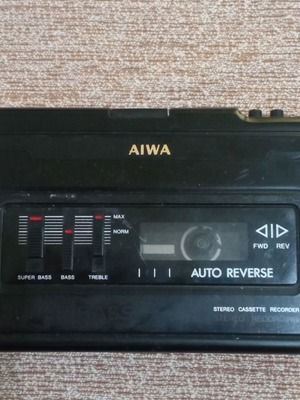 AIWA
MAX
NORM
SUPER BASS BASS TREBLE
FWD REV
AUTO REVERSE
STEREO CASSETTE RECORDER